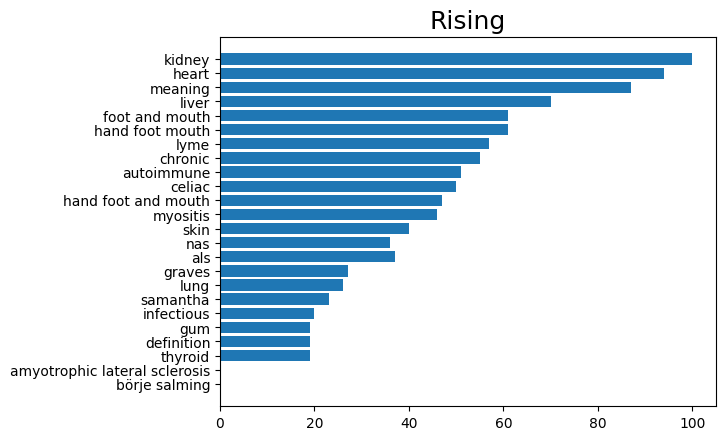 Rising
kidney
heart
meaning
liver
foot and mouth
hand foot mouth
lyme
chronic
autoimmune
celiac
hand foot and mouth
myositis
skin
nas
als
graves
lung
samantha
infectious
gum
definition
thyroid
amyotrophic lateral sclerosis
börje salming
0 20 40 60 80 100